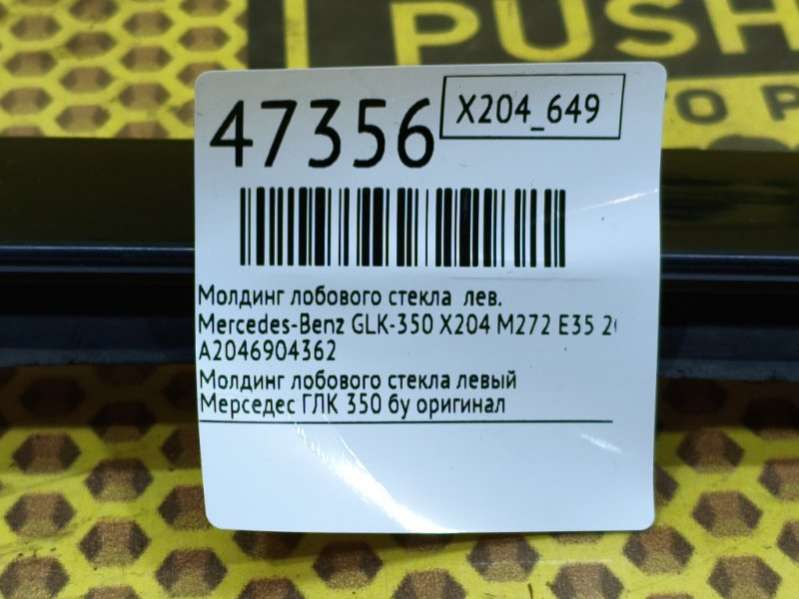 PUSH
47356
X204_649
Молдинг лобового стекла лев.
Mercedes-Benz GLK-350 X204 M272 E35
A2046904362
Молдинг лобового стекла левый
Мерседес ГЛК 350 бу оригинал